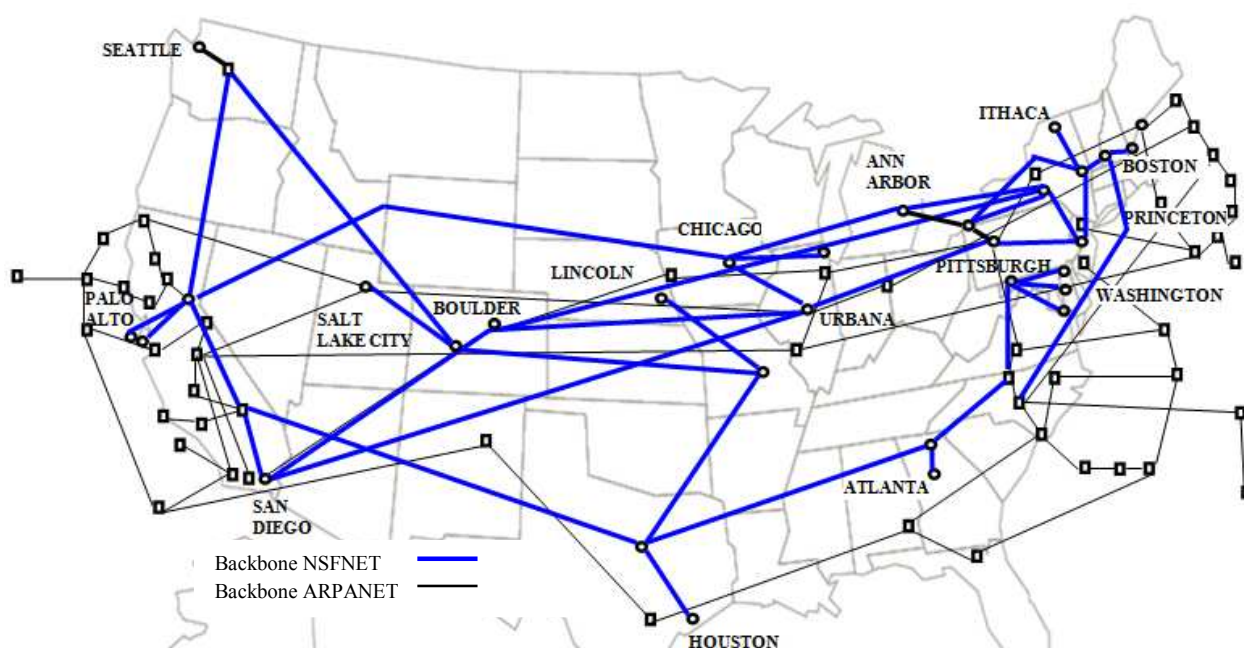 SEATTLE
ITHACA
ANN
ARBOR
BOSTON
PRINCETON
CHICAGO
PITTSBURGH
LINCOLN
WASHINGTON
PALO
ALTO
BOULDER
SALT
LAKE CITY
URBANA
ATLANTA
SAN
DIEGO
Backbone NSFNET
Backbone ARPANET
HOUSTON